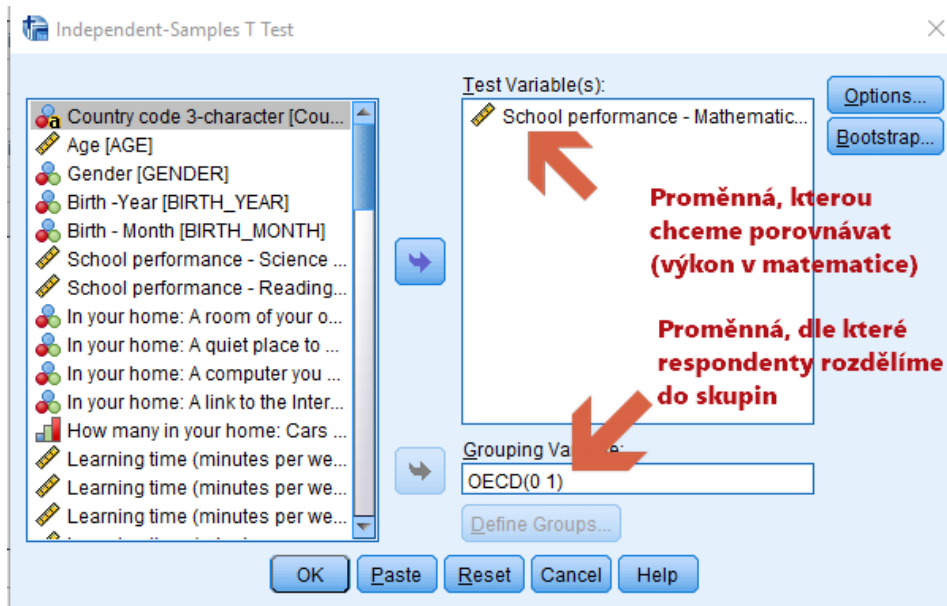 Independent-Samples T Test
Country code 3-character [Cou...
Age [AGE]
Gender [GENDER]
Birth -Year [BIRTH_YEAR]
Birth - Month [BIRTH_MONTH]
School performance - Science ...
School performance - Reading...
In your home: A room of your o...
In your home: A quiet place to ...
In your home: A computer you ...
In your home: A link to the Inter...
How many in your home: Cars ...
Learning time (minutes per we...
Learning time (minutes per we...
Learning time (minutes per we...
Test Variable(s):
School performance - Mathematic...
Options...
Bootstrap...
Proměnná, kterou
chceme porovnávat
(výkon v matematice)
Proměnná, dle které
respondenty rozdělíme
do skupin
Grouping
OECD(0 1)
Define Groups...
OK
Paste
Reset
Cancel
Help